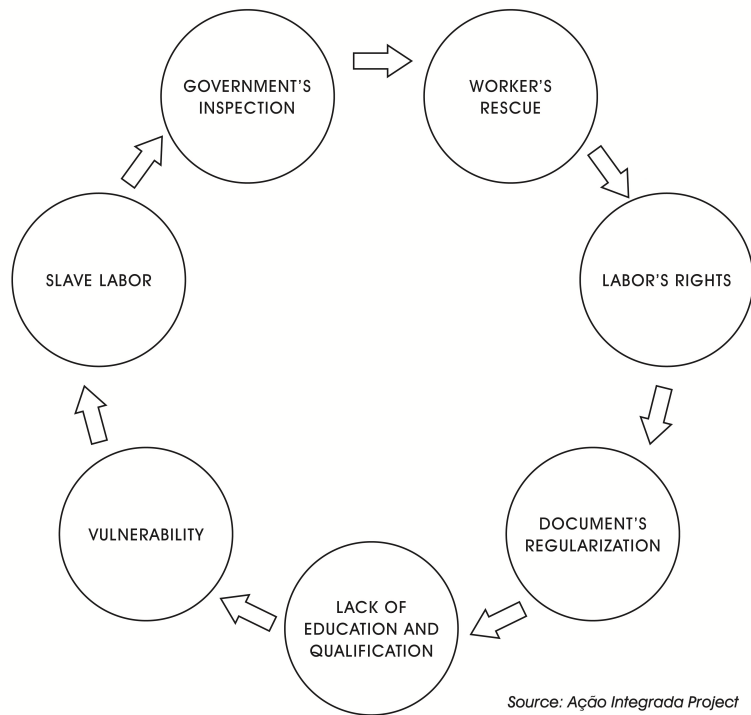 GOVERNMENT'S
INSPECTION
WORKER'S
RESCUE
LABOR'S RIGHTS
DOCUMENT'S
REGULARIZATION
LACK OF
EDUCATION AND
QUALIFICATION
VULNERABILITY
SLAVE LABOR
Source: Ação Integrada Project